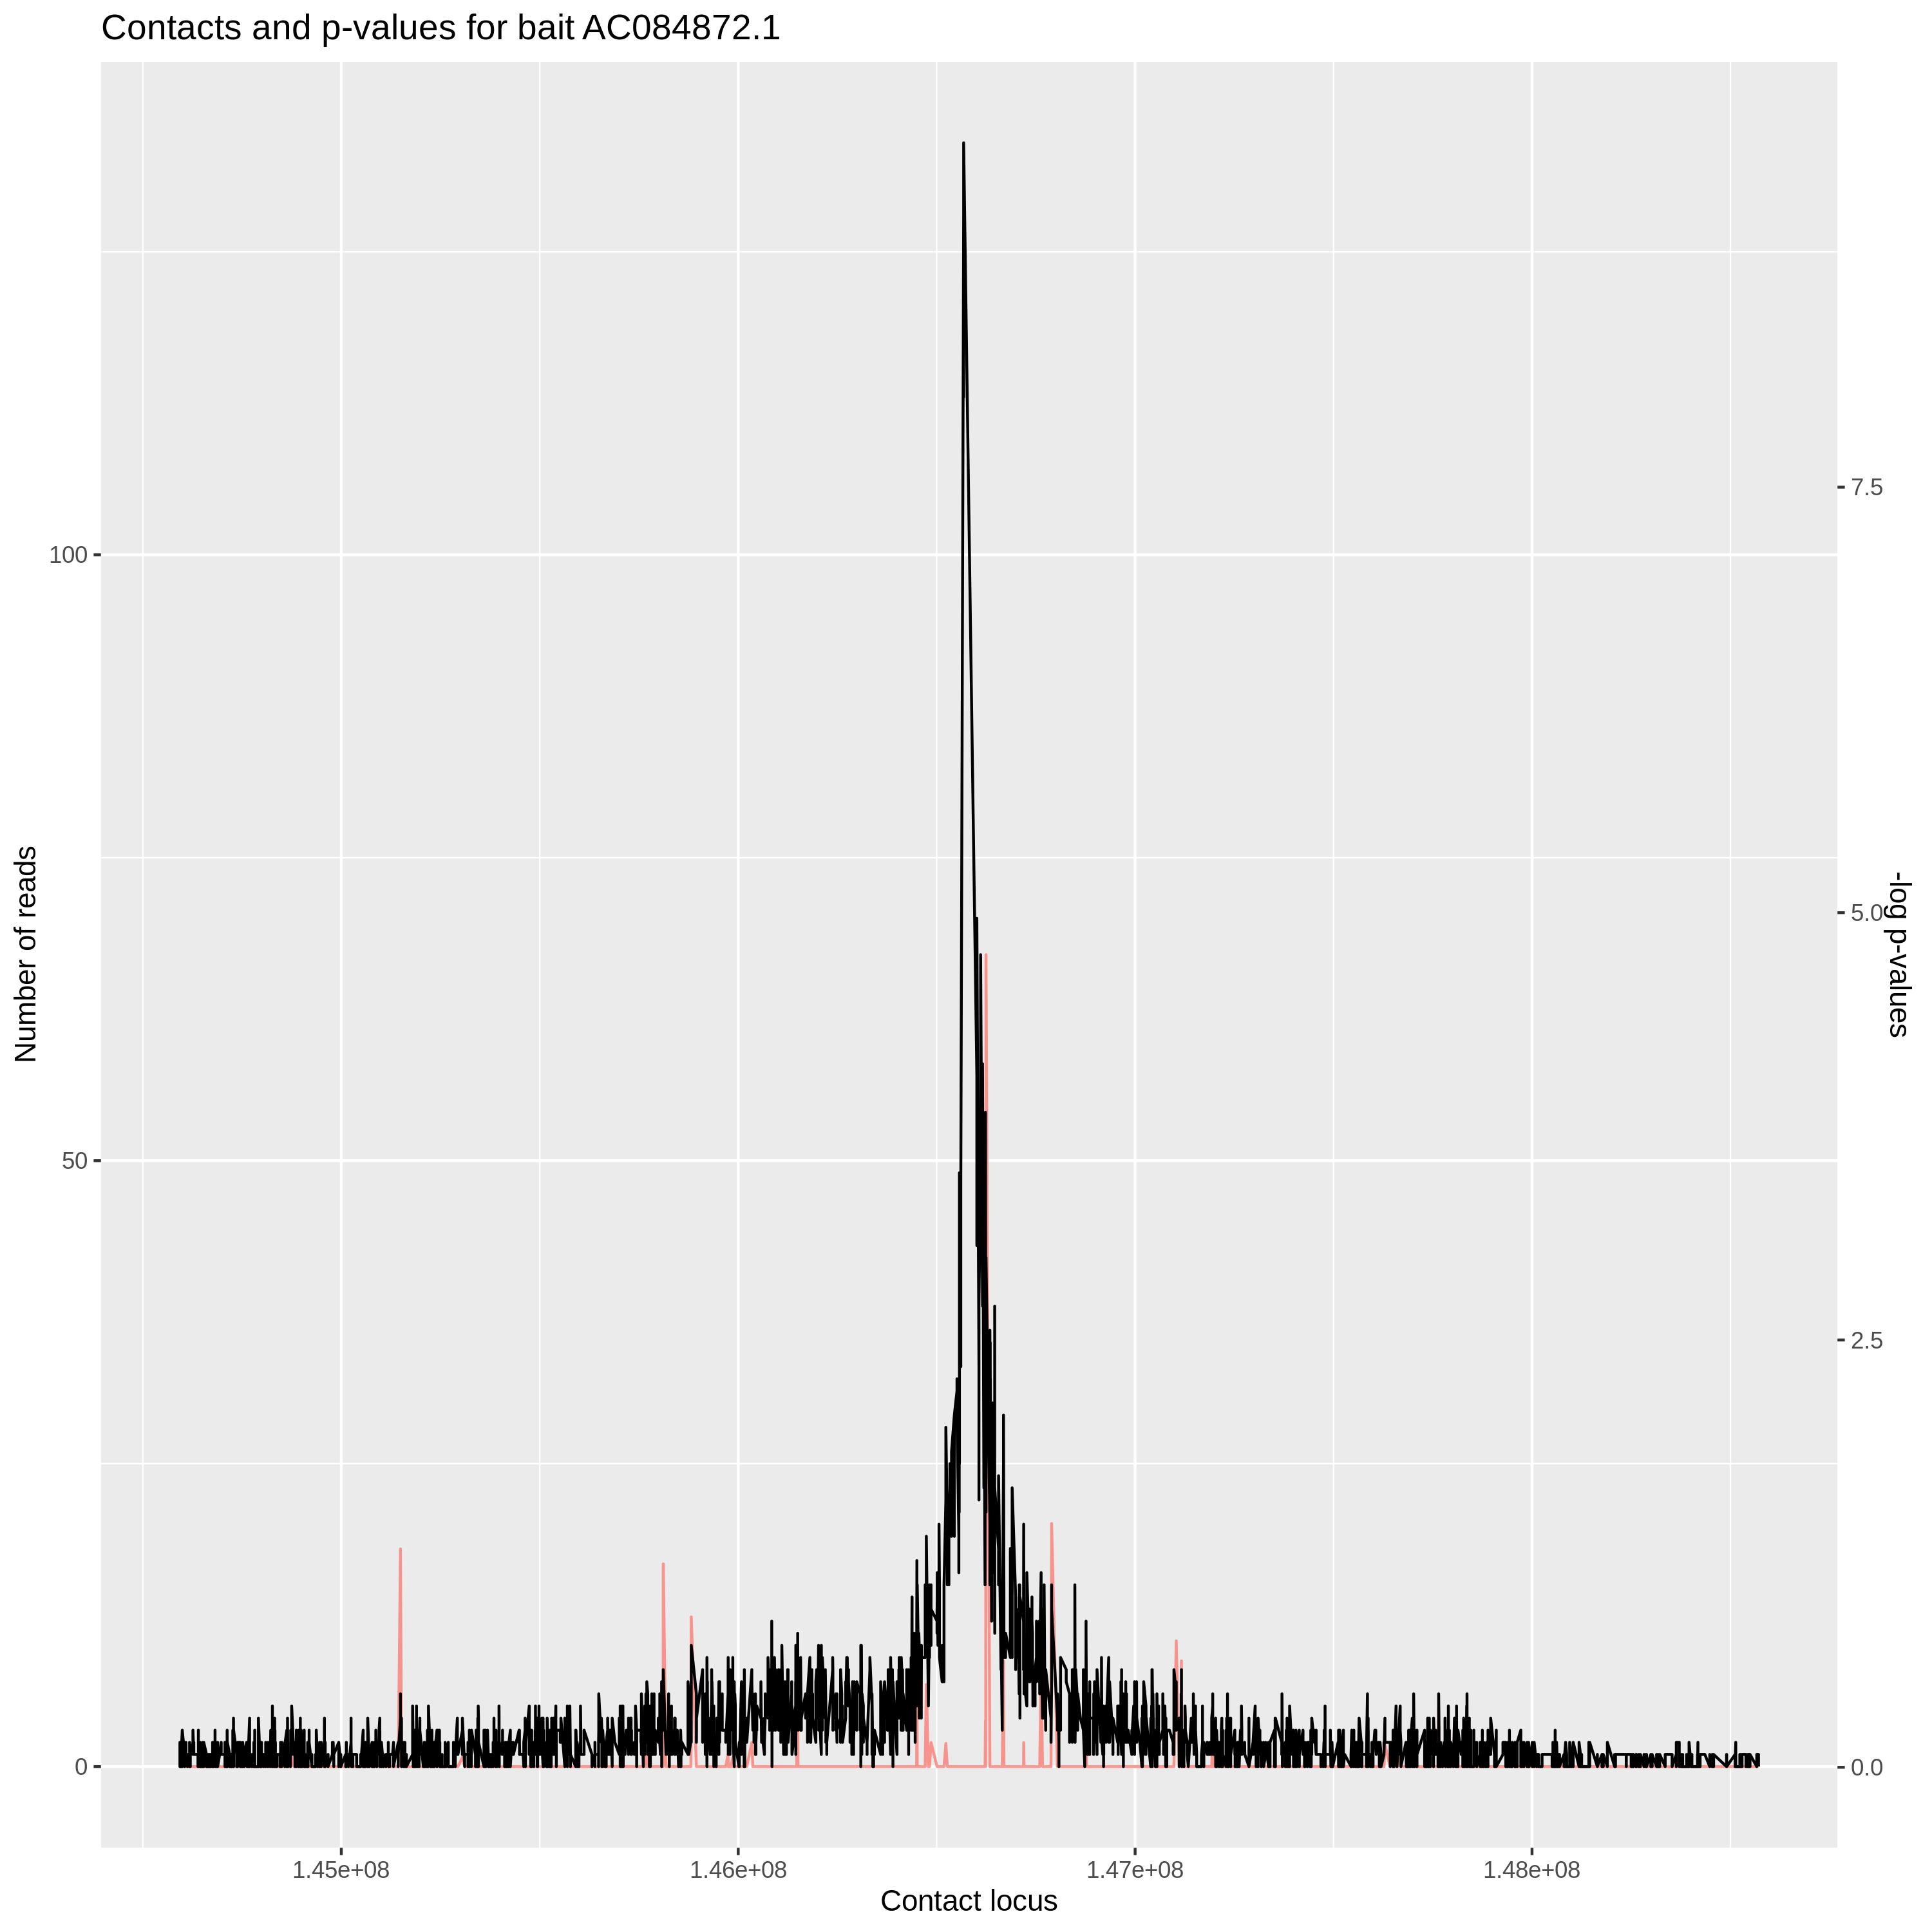 Contacts and p-values for bait AC084872.1
Number of reads
100
50
0
7.5
5.0
2.5
0.0
-log p-values
1.45e+08 1.46e+08 1.47e+08 1.48e+08
Contact locus